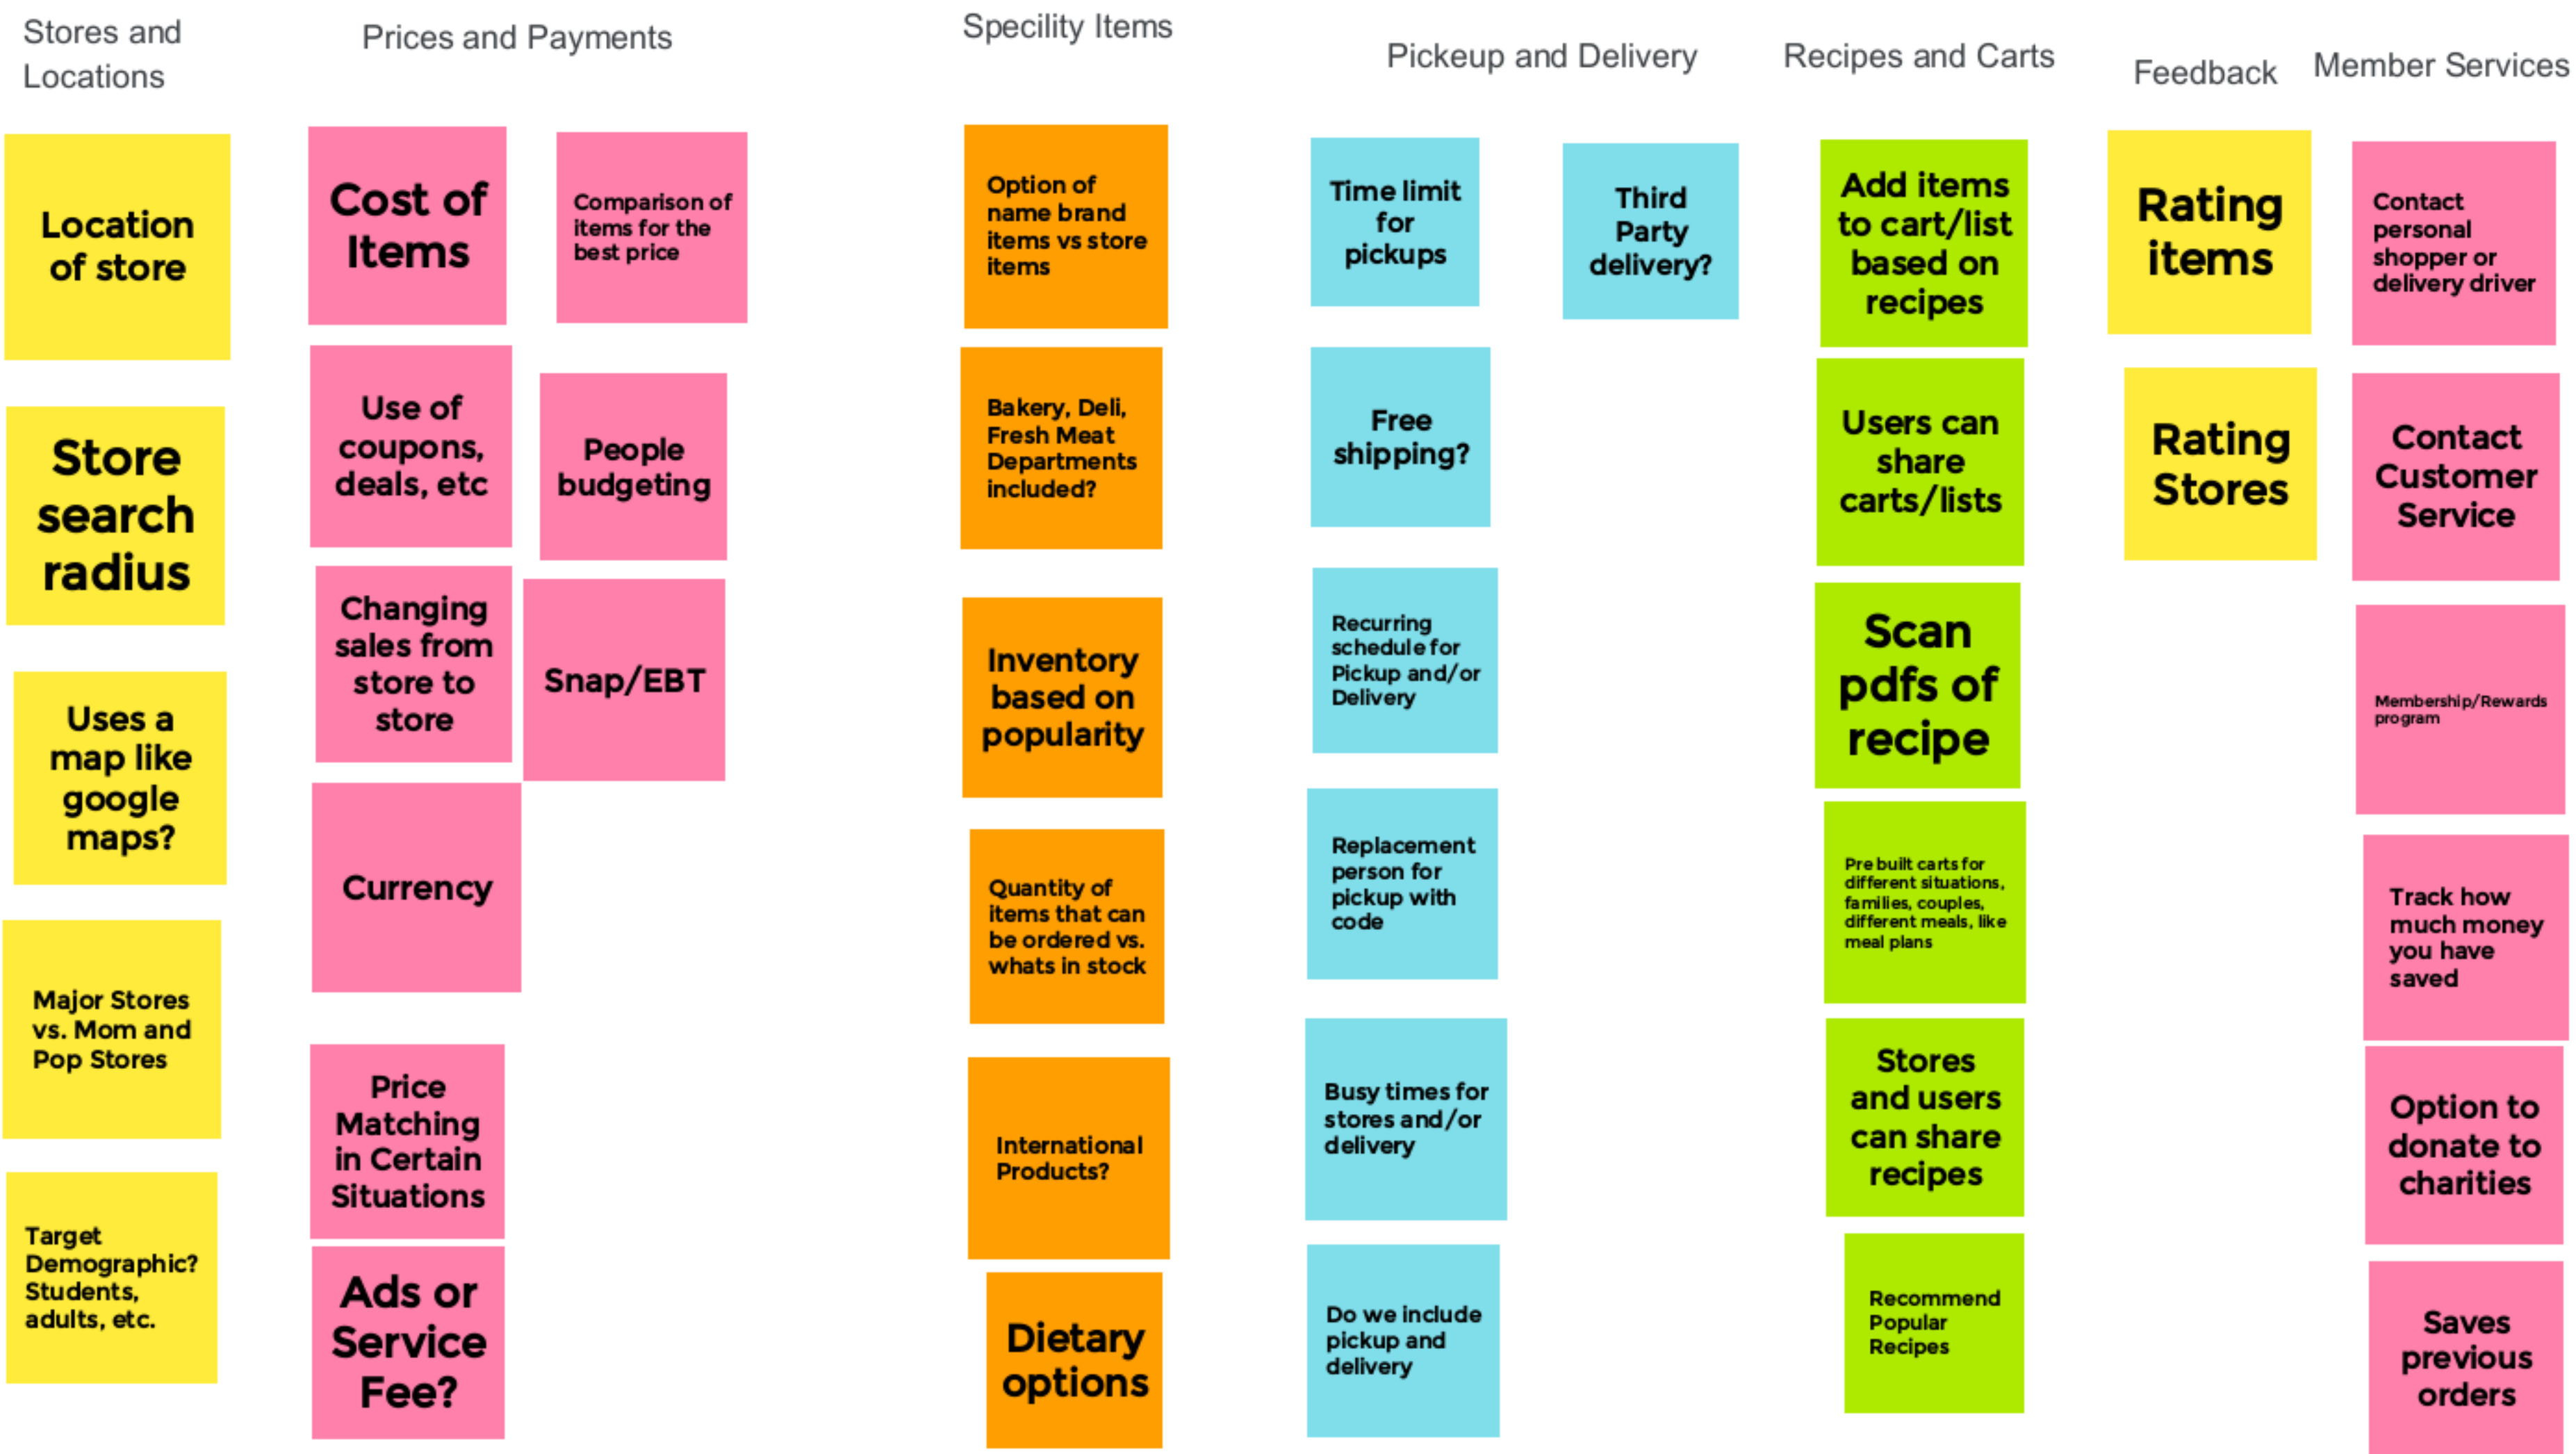 Stores and
Locations
Location
of store
Store
search
radius
Uses a
map like
google
maps?
Major Stores
vs. Mom and
Pop Stores
Target
Demographic?
Students,
adults, etc.
Prices and Payments
Cost of
Items
Comparison of
items for the
best price
Use of
coupons,
deals, etc
People
budgeting
Changing
sales from
store to
store
Snap/EBT
Currency
Price
Matching
in Certain
Situations
Ads or
Service
Fee?
Specility Items
Option of
name brand
items vs store
items
Bakery, Deli,
Fresh Meat
Departments
included?
Inventory
based on
popularity
Quantity of
items that can
be ordered vs.
whats in stock
International
Products?
Dietary
options
Pickeup and Delivery
Time limit
for
pickups
Third
Party
delivery?
Free
shipping?
Recurring
schedule for
Pickup and/or
Delivery
Replacement
person for
pickup with
code
Busy times for
stores and/or
delivery
Do we include
pickup and
delivery
Recipes and Carts
Add items
to cart/list
based on
recipes
Users can
share
carts/lists
Scan
pdfs of
recipe
Pre built carts for
different situations,
families, couples,
different meals, like
meal plans
Stores
and users
can share
recipes
Recommend
Popular
Recipes
Feedback
Rating
items
Rating
Stores
Member Services
Contact
personal
shopper or
delivery driver
Contact
Customer
Service
Membership/Rewards
program
Track how
much money
you have
saved
Option to
donate to
charities
Saves
previous
orders